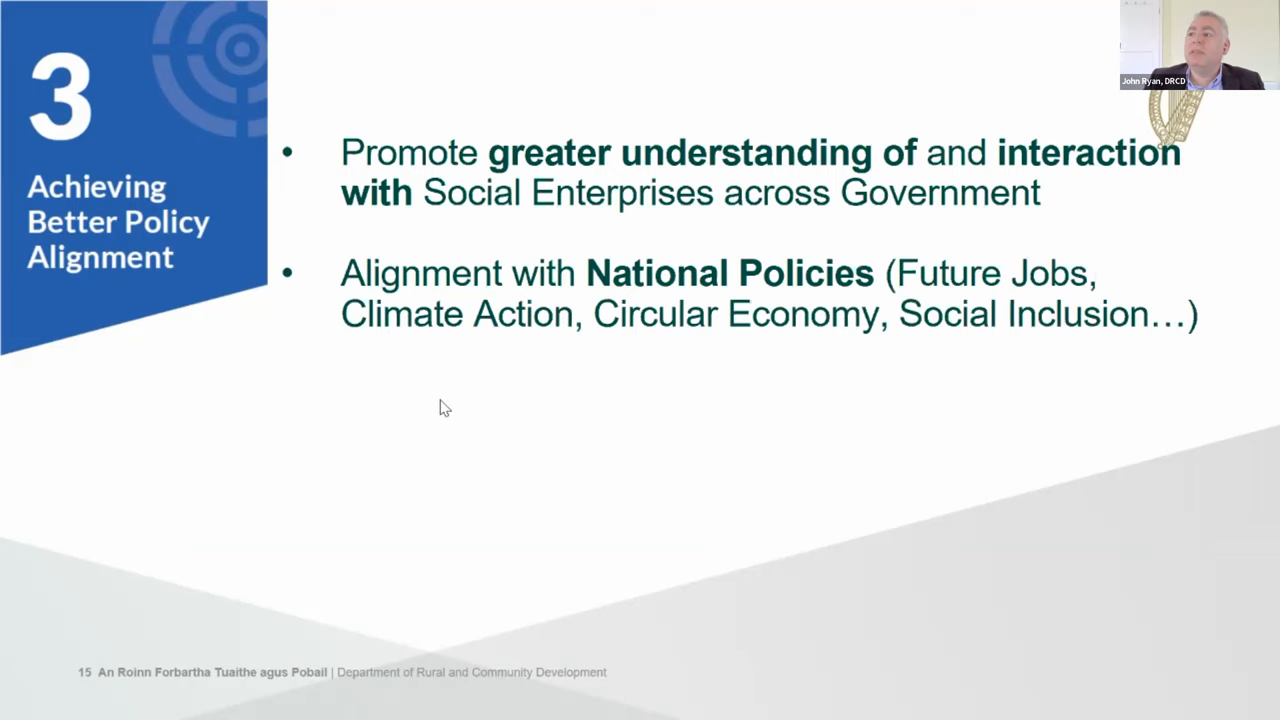 3
Achieving
Better Policy
Alignment
John Ryan, DRCD
• Promote greater understanding of and interaction
with Social Enterprises across Government
• Alignment with National Policies (Future Jobs,
Climate Action, Circular Economy, Social Inclusion…)
15 An Roinn Forbartha Tuaithe agus Pobail | Department of Rural and Community Development